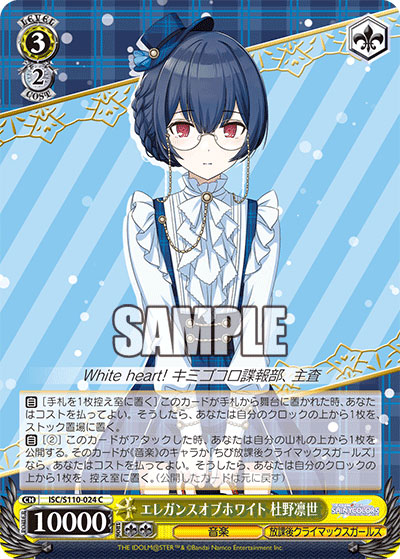 LEVEL
3
2
COST
SAMPLE
White heart! キミゴコロ諜報部、主査
自 [手札を1枚控え室に置く] このカードが手札から舞台に置かれた時、あなた
はコストを払ってよい。そうしたら、あなたは自分のクロックの上から1枚を、
ストック置場に置く。
自 [②] このカードがアタックした時、あなたは自分の山札の上から1枚を
公開する。そのカードが《音楽》のキャラか「ちび放課後クライマックスガールズ」
なら、あなたはコストを払ってよい。そうしたら、あなたは自分のクロックの上から1枚を、
控え室に置く。(公開したカードは元に戻す)
CH ISC/S110-024 C
エレガンスオブホワイト 杜野凛世
SHINYCOLORS
10000
音楽
放課後クライマックスガールズ
THE IDOLM@STER™ & ©Bandai Namco Entertainment Inc.